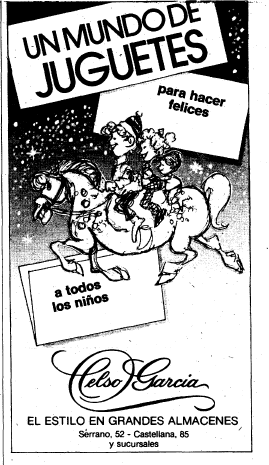 UN MUNDO DE
JUGUETES
para hacer
felices
a todos
los niños
Celso García
EL ESTILO EN GRANDES ALMACENES
Serrano, 52 - Castellana, 85
y sucursales